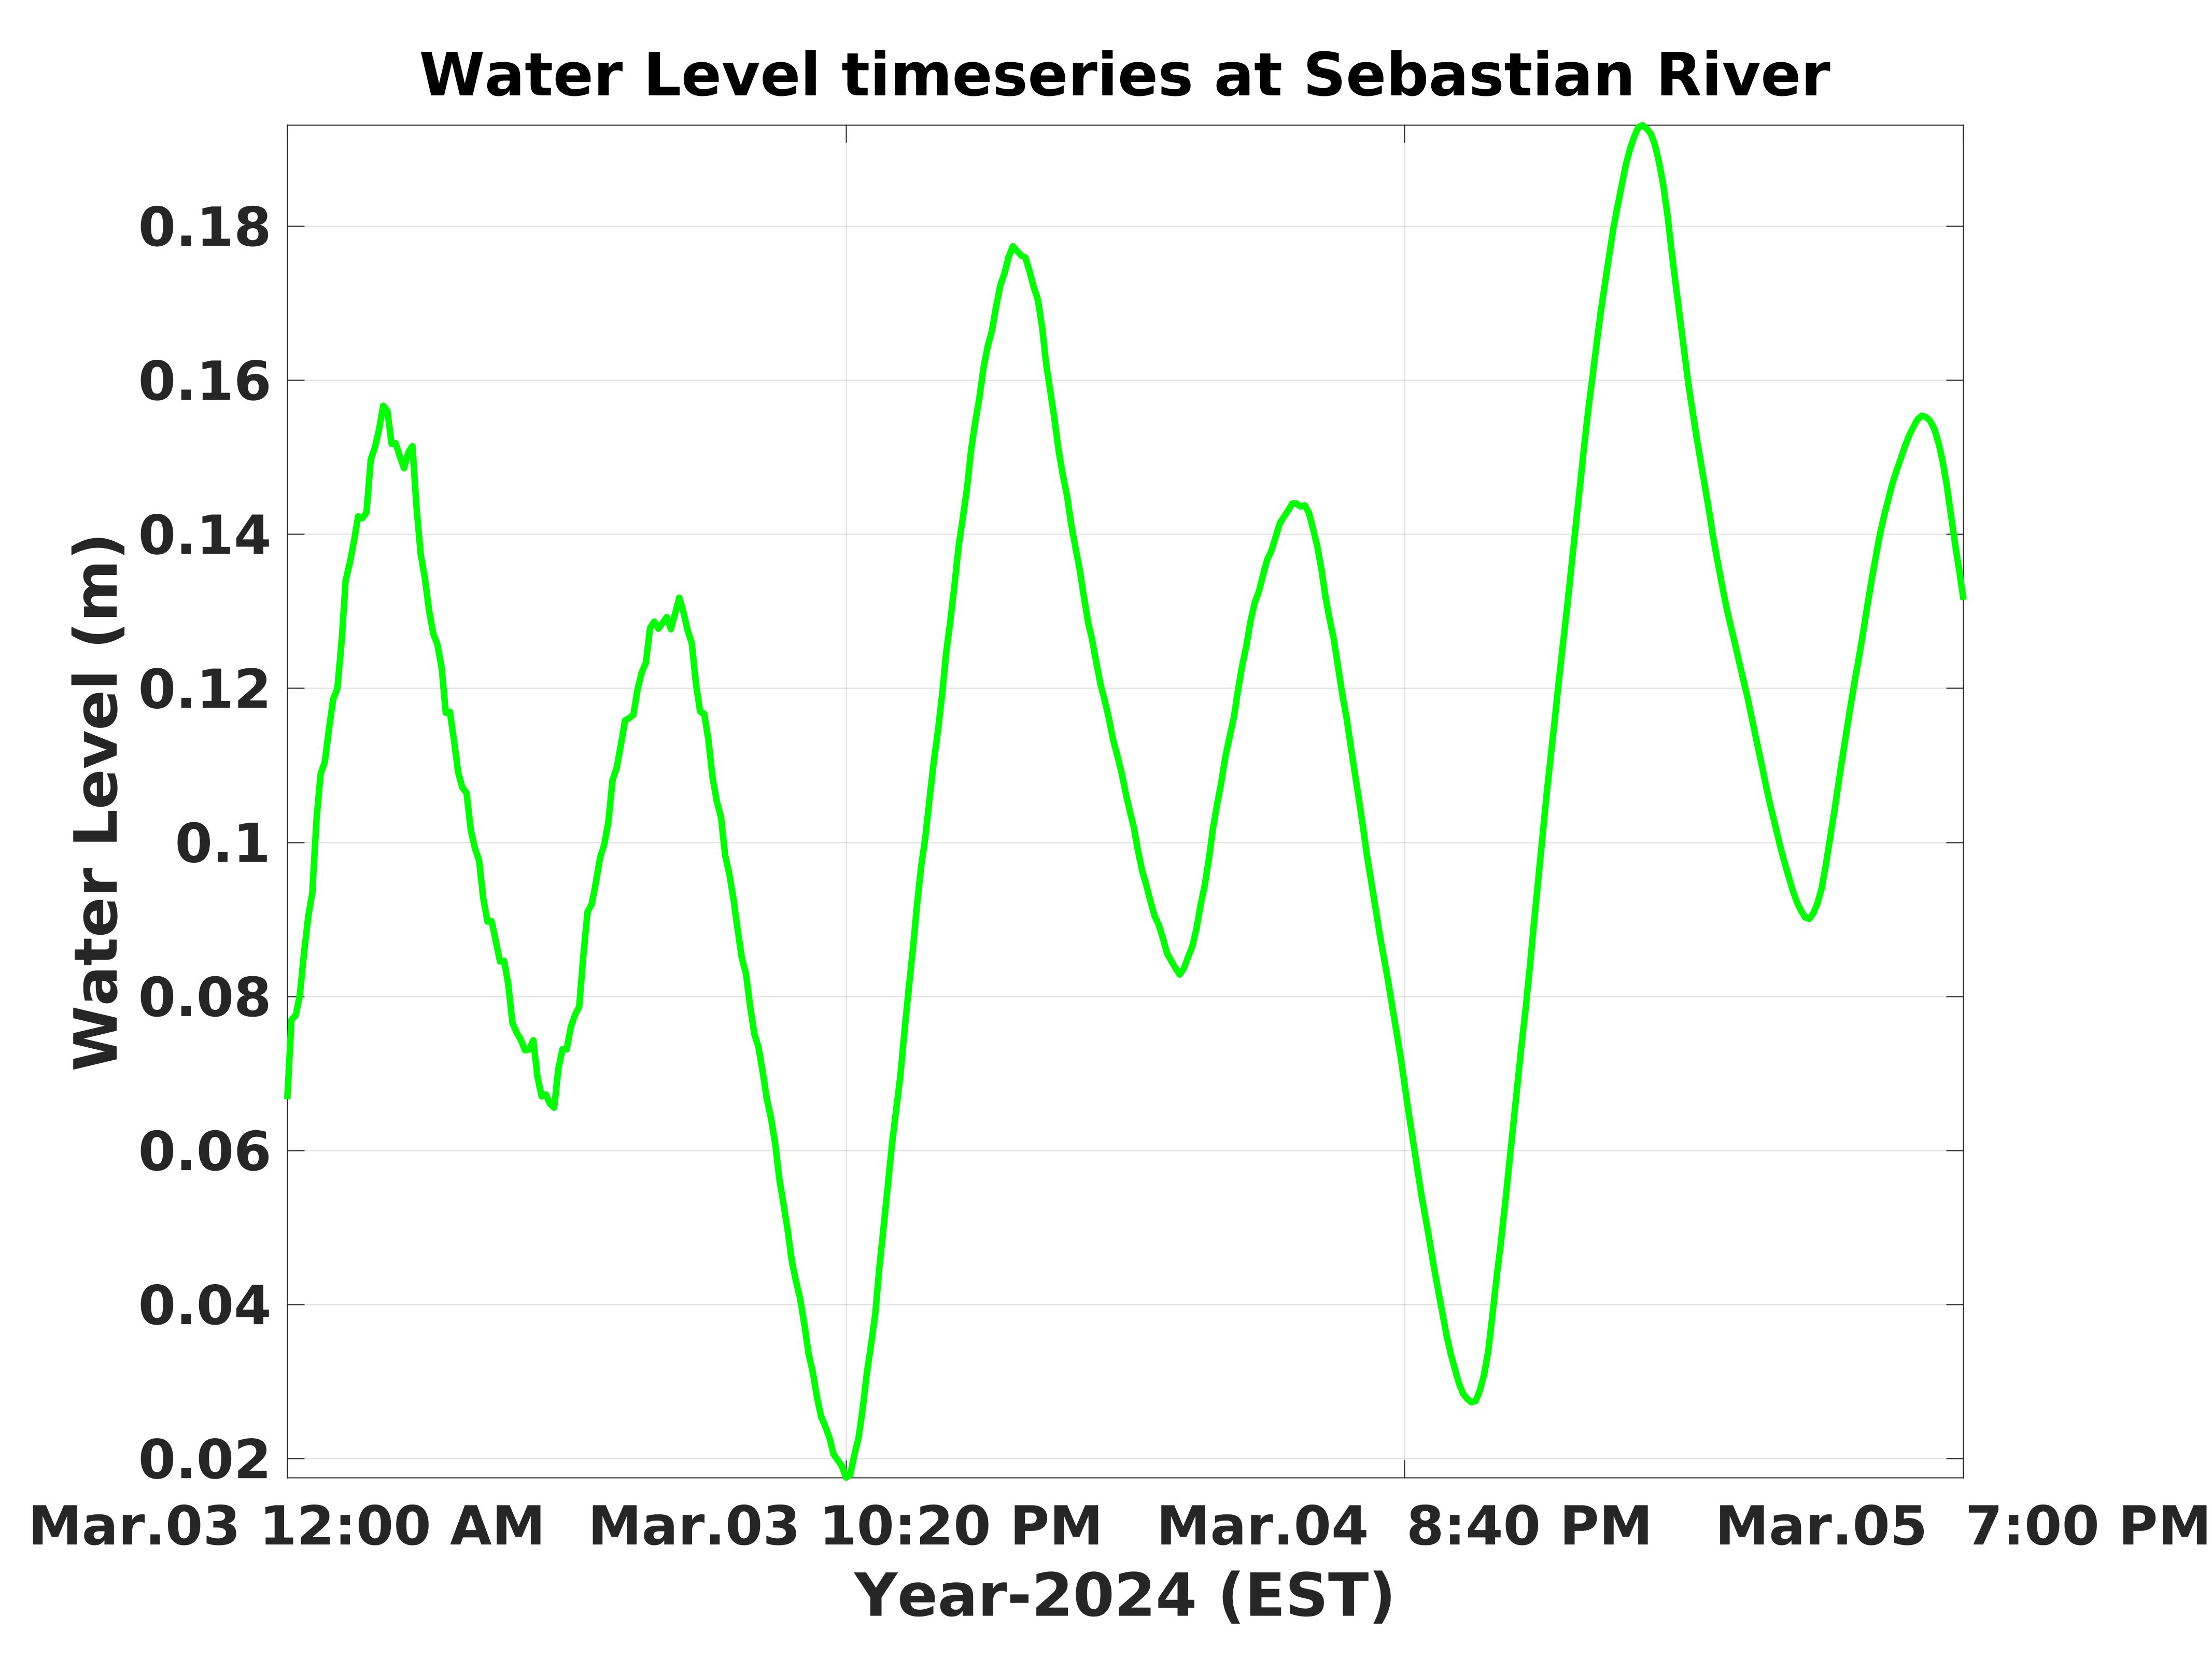 Water Level timeseries at Sebastian River
Water Level (m)
0.18
0.16
0.14
0.12
0.1
0.08
0.06
0.04
0.02
Mar.03 12:00 AM Mar.03 10:20 PM Mar.04 8:40 PM Mar.05 7:00 PM
Year-2024 (EST)